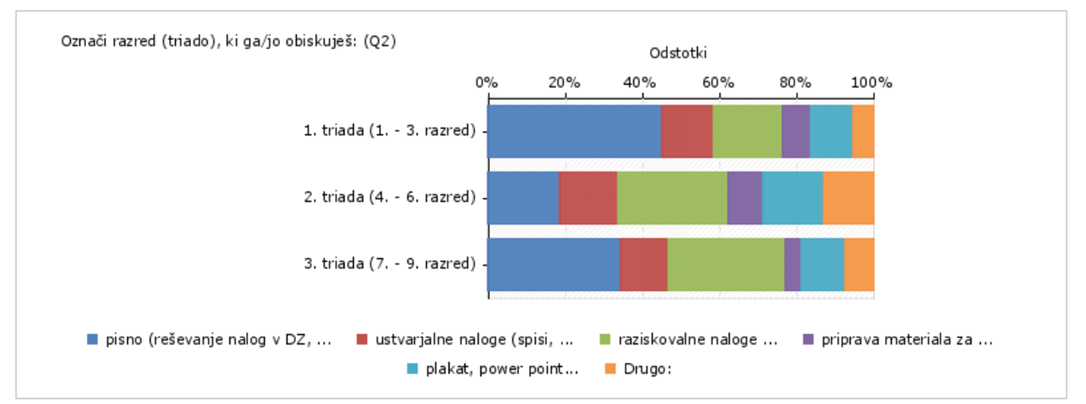 Označi razred (triado), ki ga/jo obiskuješ: (Q2)
Odstotki
0% 20% 40% 60% 80% 100%
1. triada (1. - 3. razred)
2. triada (4. - 6. razred)
3. triada (7. - 9. razred)
pisno (reševanje nalog v DZ, ... ustvarjalne naloge (spisi, ... raziskovalne naloge ... priprava materiala za ...
plakat, power point... Drugo: